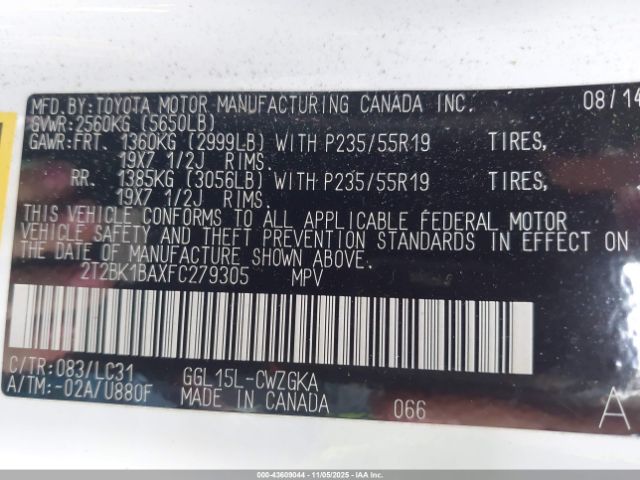 MFD.BY:TOYOTA MOTOR MANUFACTURING CANADA INC. 08/14
GVWR:2560KG (5650LB)
GAWR:FRT. 1360KG (2999LB) WITH P235/55R19 TIRES,
19X7 1/2J RIMS.
RR. 1385KG (3056LB) WITH P235/55R19 TIRES,
19X7 1/2J RIMS.
THIS VEHICLE CONFORMS TO ALL APPLICABLE FEDERAL MOTOR
VEHICLE SAFETY AND THEFT PREVENTION STANDARDS IN EFFECT ON
THE DATE OF MANUFACTURE SHOWN ABOVE.
2T2BK1BAXFC279305 MPV
C/TR:083/LC31 GGL15L-CWZGKA
A/TM:-02A/U880F MADE IN CANADA 066 A
000-43609044 - 11/05/2025 - IAAI.COM